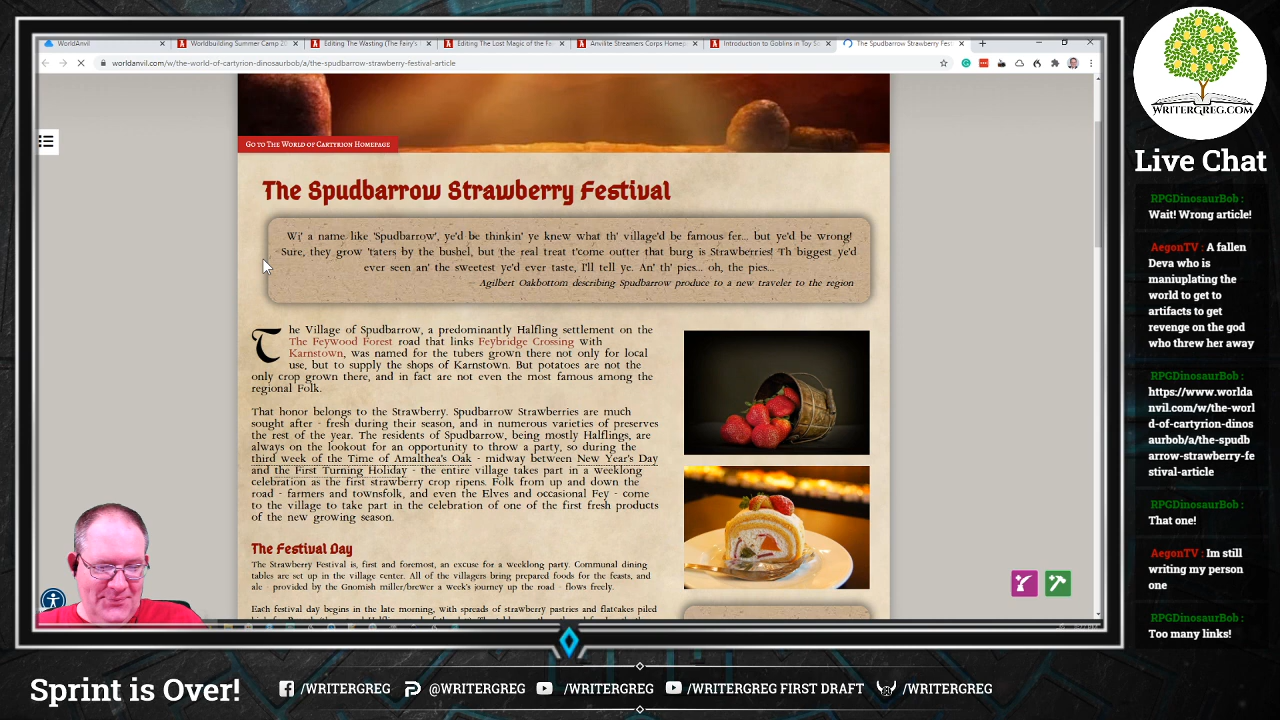 WorldAnvil
Worldbuilding Summer Camp 20
Editing The Wasting (The Fairy's
Editing The Lost Magic of the Fa
Anvilite Streamers Corps Homep
Introduction to Goblins in Toy So
The Spudbarrow Strawberry Fest
worldanvil.com/w/the-world-of-cartyrion-dinosaurbob/a/the-spudbarrow-strawberry-festival-article
Go to The World of Cartyrion Homepage
The Spudbarrow Strawberry Festival
Wi' a name like 'Spudbarrow', ye'd be thinkin' ye knew what th' village'd be famous fer... but ye'd be wrong!
Sure, they grow 'taters by the bushel, but the real treat t'come outter that burg is Strawberries! Th biggest ye'd
ever seen an' the sweetest ye'd ever taste, I'll tell ye. An' th' pies... oh, the pies...
— Agilbert Oakbottom describing Spudbarrow produce to a new traveler to the region
The Village of Spudbarrow, a predominantly Halfling settlement on the
The Feywood Forest road that links Feybridge Crossing with
Karnstown, was named for the tubers grown there not only for local
use, but to supply the shops of Karnstown. But potatoes are not the
only crop grown there, and in fact are not even the most famous among the
regional Folk.
That honor belongs to the Strawberry. Spudbarrow Strawberries are much
sought after - fresh during their season, and in numerous varieties of preserves
the rest of the year. The residents of Spudbarrow, being mostly Halflings, are
always on the lookout for an opportunity to throw a party, so during the
third week of the Time of Amalthea's Oak - midway between New Year's Day
and the First Turning Holiday - the entire village takes part in a weeklong
celebration as the first strawberry crop ripens. Folk from up and down the
road - farmers and townsfolk, and even the Elves and occasional Fey - come
to the village to take part in the celebration of one of the first fresh products
of the new growing season.
The Festival Day
The Strawberry Festival is, first and foremost, an excuse for a weeklong party. Communal dining
tables are set up in the village center. All of the villagers bring prepared foods for the feasts, and
ale - provided by the Gnomish miller/brewer a week's journey up the road - flows freely.
Each festival day begins in the late morning, with spreads of strawberry pastries and flatcakes piled
WRITERGREG.COM
Live Chat
RPGDinosaurBob :
Wait! Wrong article!
AegonTV : A fallen
Deva who is
maniuplating the
world to get to
artifacts to get
revenge on the god
who threw her away
RPGDinosaurBob :
https://www.worlda
nvil.com/w/the-worl
d-of-cartyrion-dinos
aurbob/a/the-spudb
arrow-strawberry-fe
stival-article
RPGDinosaurBob :
That one!
AegonTV : Im still
writing my person
one
RPGDinosaurBob :
Too many links!
Sprint is Over!
/WRITERGREG
@WRITERGREG
/WRITERGREG
/WRITERGREG FIRST DRAFT
/WRITERGREG